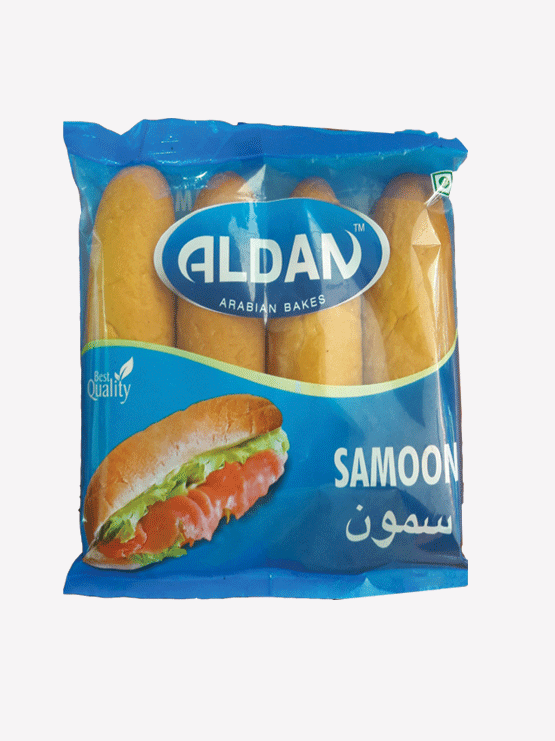 ALDAN™
ARABIAN BAKES
Best
Quality
SAMOON
سمون